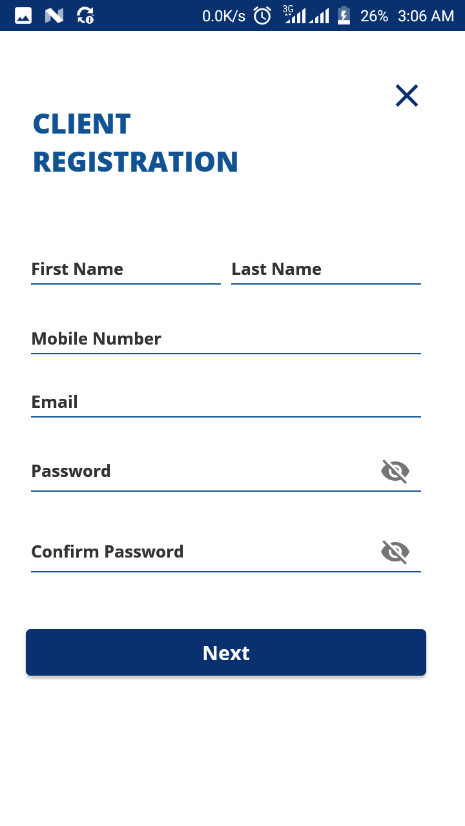 0.0K/s 3G 26% 3:06 AM
CLIENT
REGISTRATION
First Name Last Name
Mobile Number
Email
Password
Confirm Password
Next